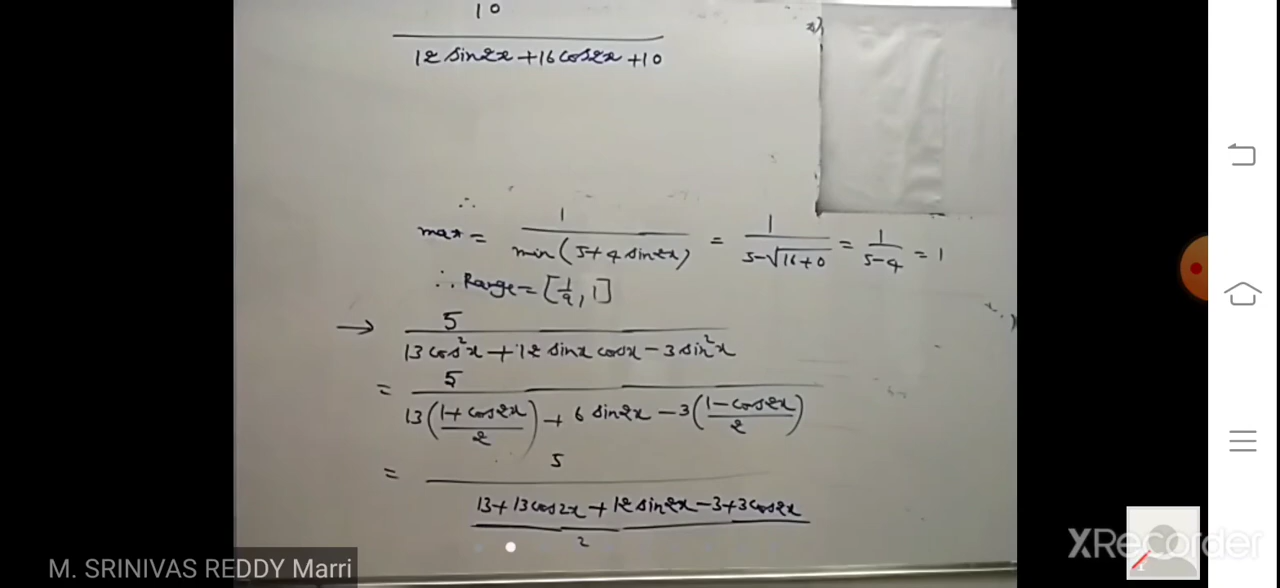 10
12 sin2x + 16 cos2x + 10
∴
max = 1 / min(5+4 sin2x) = 1 / 5-√16+0 = 1 / 5-4 = 1
∴ Range = [1/9, 1]
→ 5 / 13 cos²x + 12 sinx cosx - 3 sin²x
= 5 / 13(1+cos2x / 2) + 6 sin2x - 3(1-cos2x / 2)
= 5 / 13+13cos2x + 12 sin2x - 3+3cos2x / 2
M. SRINIVAS REDDY Marri
XRecorder